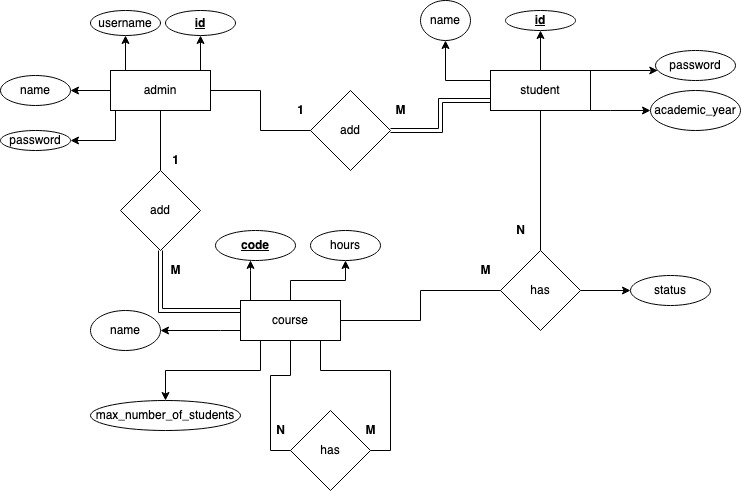 name
id
username
id
password
name
admin
student
academic_year
1
M
add
password
1
add
N
code
hours
M
M
has
status
name
course
max_number_of_students
N
M
has